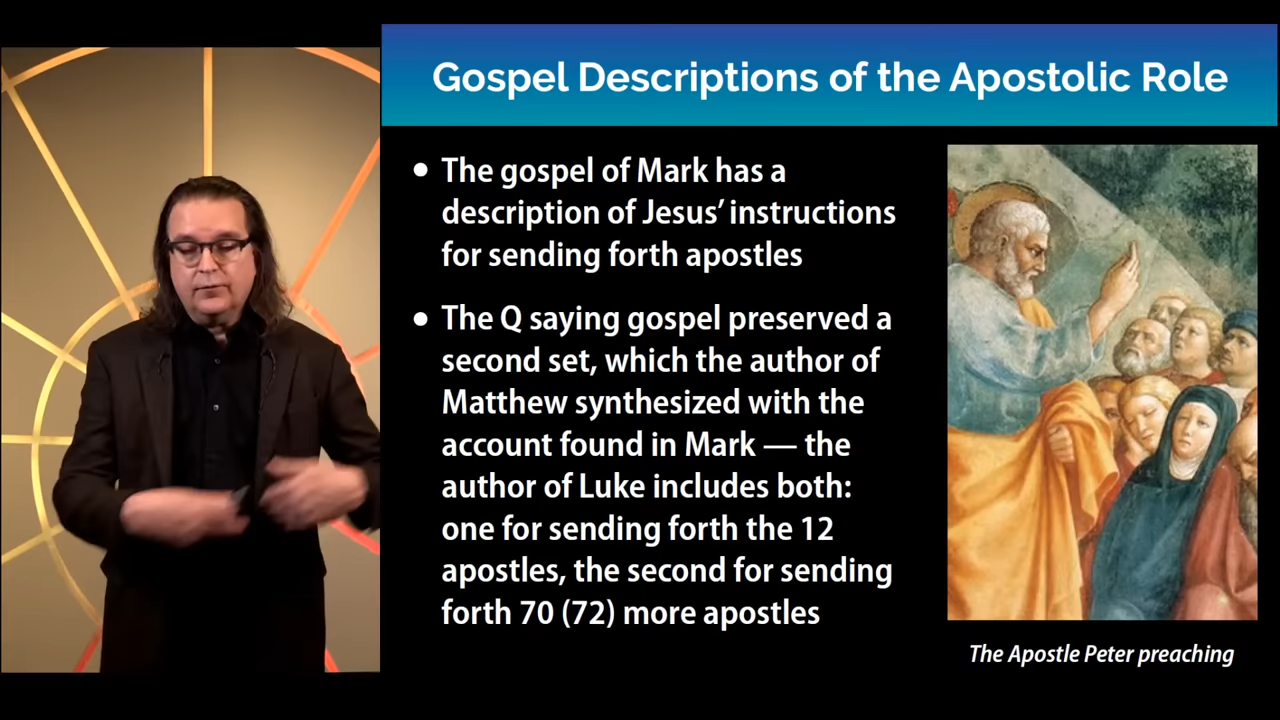 Gospel Descriptions of the Apostolic Role
• The gospel of Mark has a
description of Jesus’ instructions
for sending forth apostles
• The Q saying gospel preserved a
second set, which the author of
Matthew synthesized with the
account found in Mark — the
author of Luke includes both:
one for sending forth the 12
apostles, the second for sending
forth 70 (72) more apostles
The Apostle Peter preaching